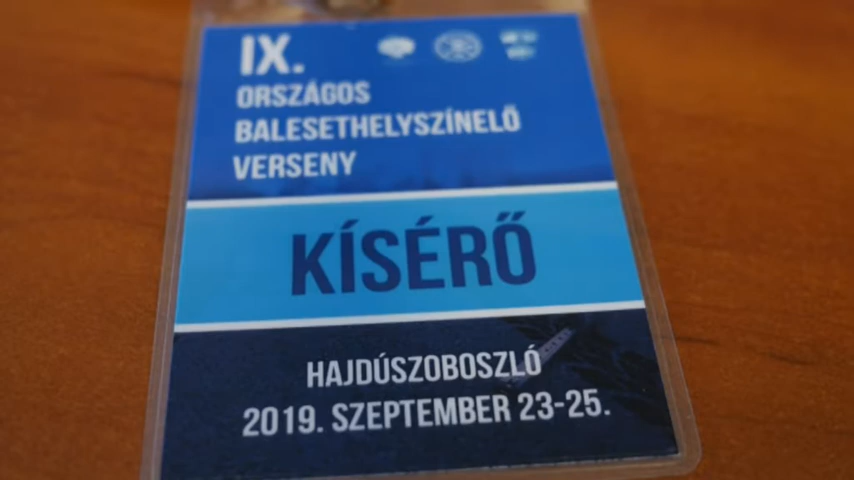 IX.
ORSZÁGOS
BALESETHELYSZÍNELŐ
VERSENY
KÍSÉRŐ
HAJDÚSZOBOSZLÓ
2019. SZEPTEMBER 23-25.